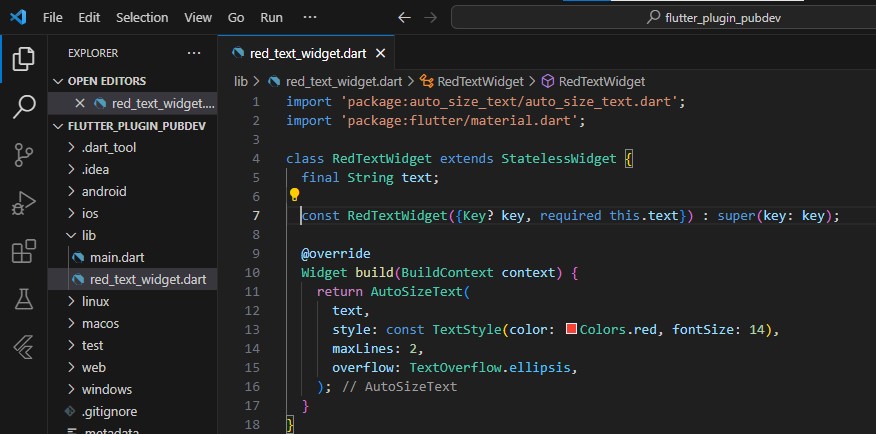 File Edit Selection View Go Run ··· flutter_plugin_pubdev
EXPLORER ···
OPEN EDITORS
red_text_widget....
FLUTTER_PLUGIN_PUBDEV
.dart_tool
.idea
android
ios
lib
main.dart
red_text_widget.dart
linux
macos
test
web
windows
.gitignore
.metadata
red_text_widget.dart
lib > red_text_widget.dart > RedTextWidget > RedTextWidget
1 import 'package:auto_size_text/auto_size_text.dart';
2 import 'package:flutter/material.dart';
3
4 class RedTextWidget extends StatelessWidget {
5 final String text;
6
7 const RedTextWidget({Key? key, required this.text}) : super(key: key);
8
9 @override
10 Widget build(BuildContext context) {
11 return AutoSizeText(
12 text,
13 style: const TextStyle(color: Colors.red, fontSize: 14),
14 maxLines: 2,
15 overflow: TextOverflow.ellipsis,
16 ); // AutoSizeText
17 }
18 }